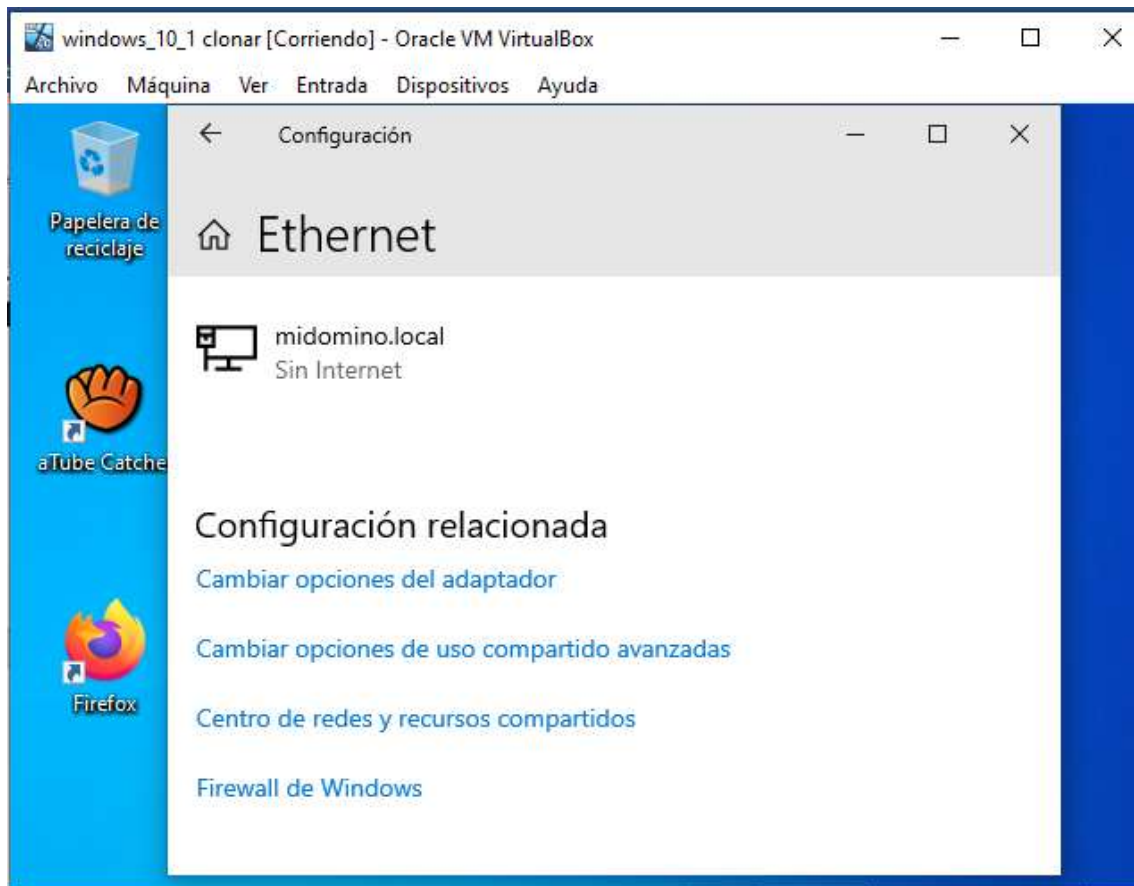 windows_10_1 clonar [Corriendo] - Oracle VM VirtualBox
Archivo Máquina Ver Entrada Dispositivos Ayuda
Configuración
Papelera de
reciclaje
Ethernet
midomino.local
Sin Internet
aTube Catche
Configuración relacionada
Cambiar opciones del adaptador
Cambiar opciones de uso compartido avanzadas
Firefox
Centro de redes y recursos compartidos
Firewall de Windows